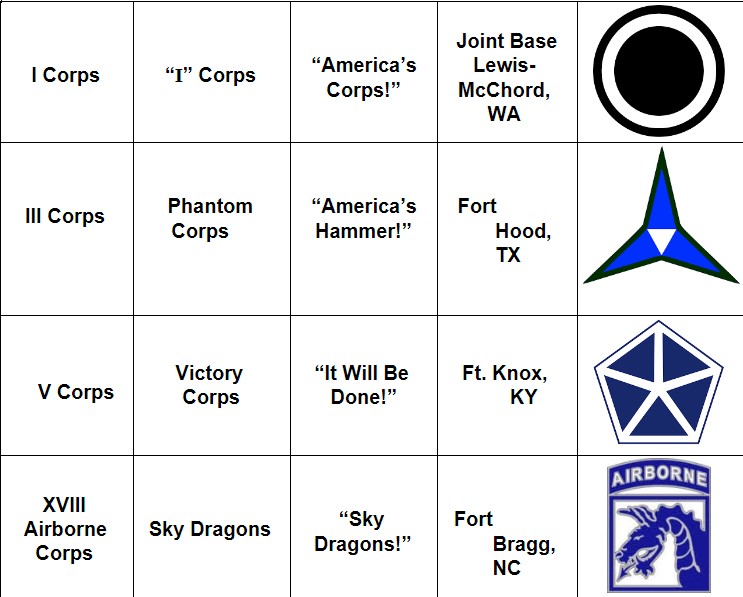 I Corps
“I” Corps
“America’s
Corps!”
Joint Base
Lewis-
McChord,
WA
III Corps
Phantom
Corps
“America’s
Hammer!”
Fort
Hood,
TX
V Corps
Victory
Corps
“It Will Be
Done!”
Ft. Knox,
KY
XVIII
Airborne
Corps
Sky Dragons
“Sky
Dragons!”
Fort
Bragg,
NC
AIRBORNE